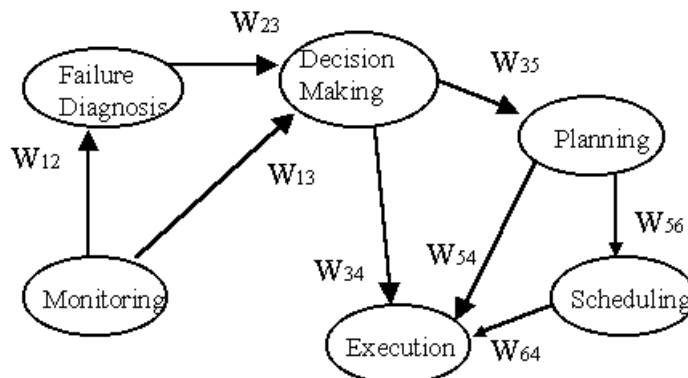 W23
Failure
Diagnosis
Decision
Making
W35
W12
W13
Planning
W56
Monitoring
W34
W54
Scheduling
Execution
W64